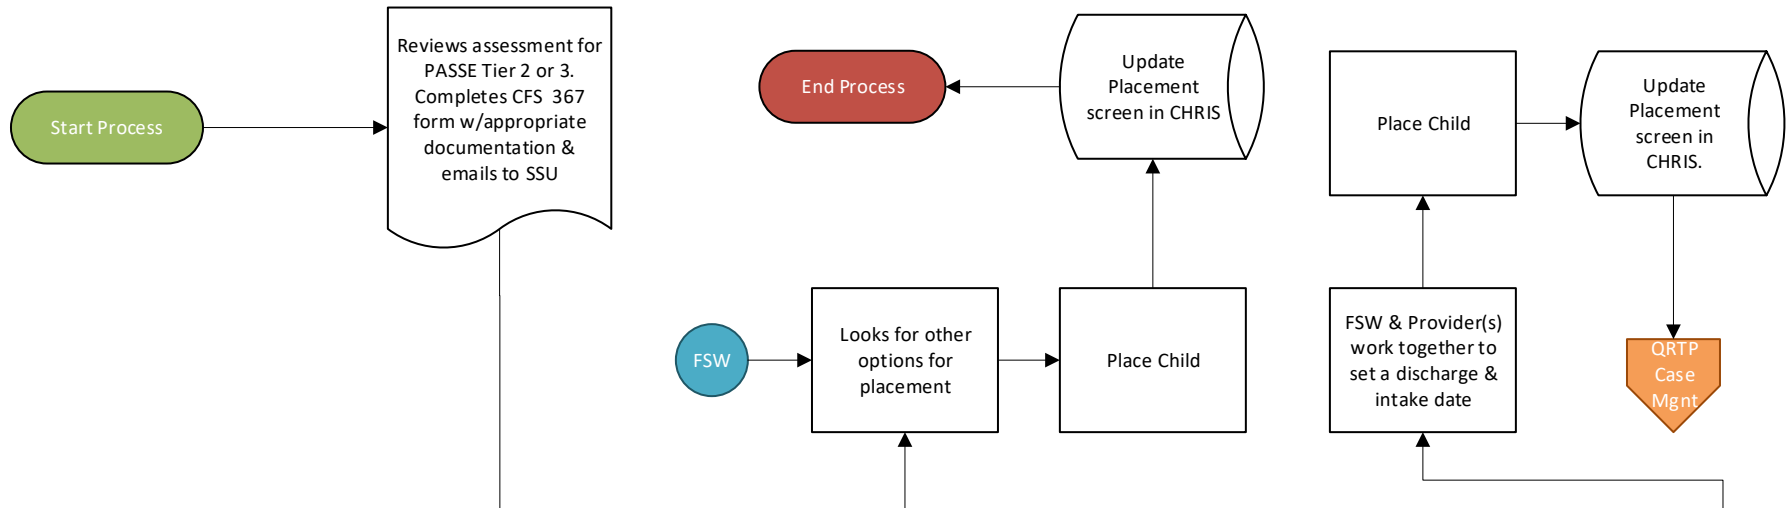 Start Process
Reviews assessment for
PASSE Tier 2 or 3.
Completes CFS  367
form w/appropriate
documentation &
emails to SSU
End Process
Update
Placement
screen in CHRIS
Place Child
Update
Placement
screen in
CHRIS.
FSW
Looks for other
options for
placement
Place Child
FSW & Provider(s)
work together to
set a discharge &
intake date
QRTP
Case
Mgnt